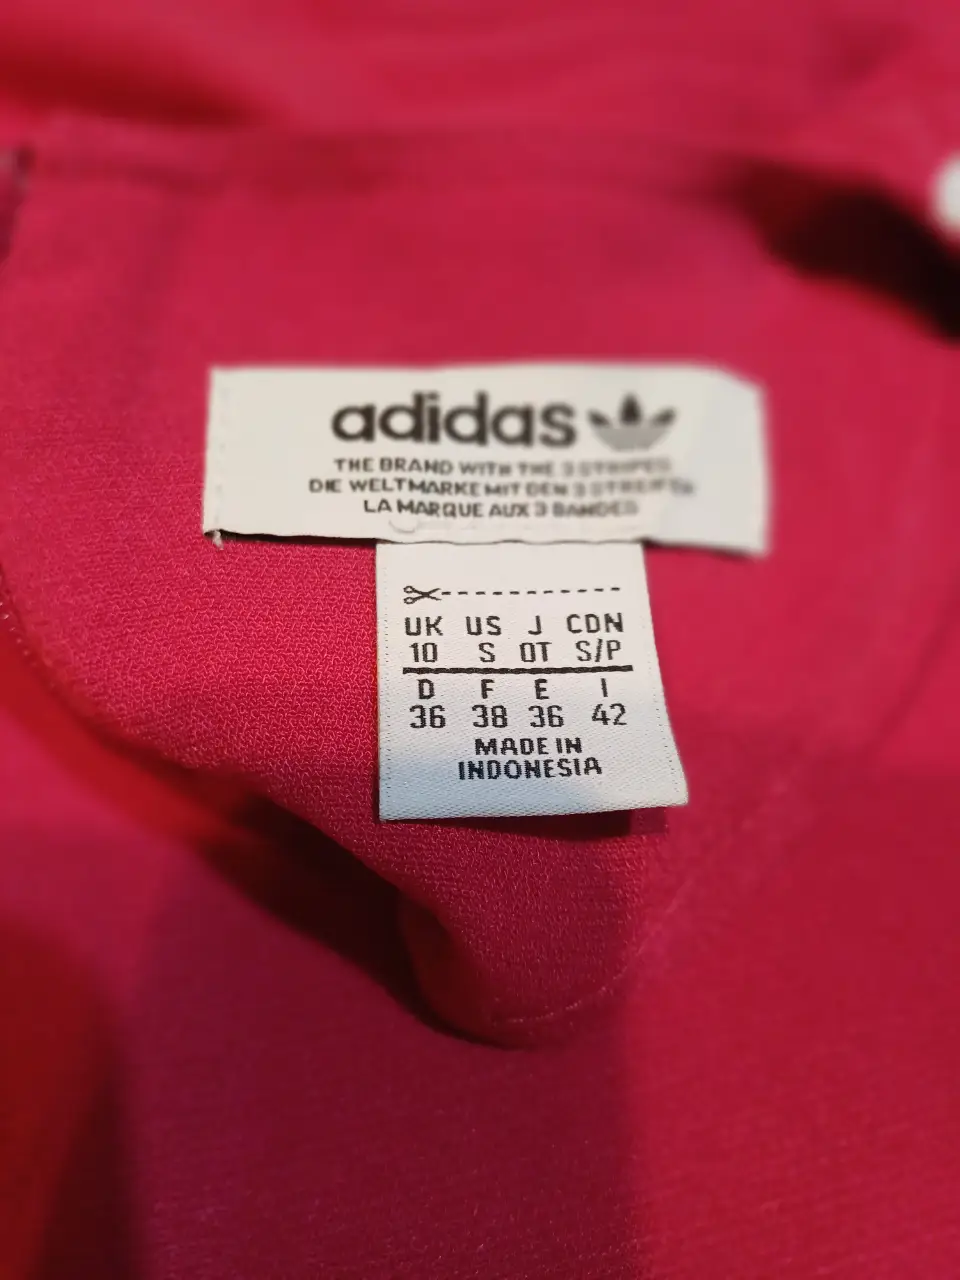 adidas
THE BRAND WITH THE 3 STRIPES
DIE WELTMARKE MIT DEN 3 STREIFEN
LA MARQUE AUX 3 BANDES
UK US J CDN
10 S OT S/P
D F E I
36 38 36 42
MADE IN
INDONESIA